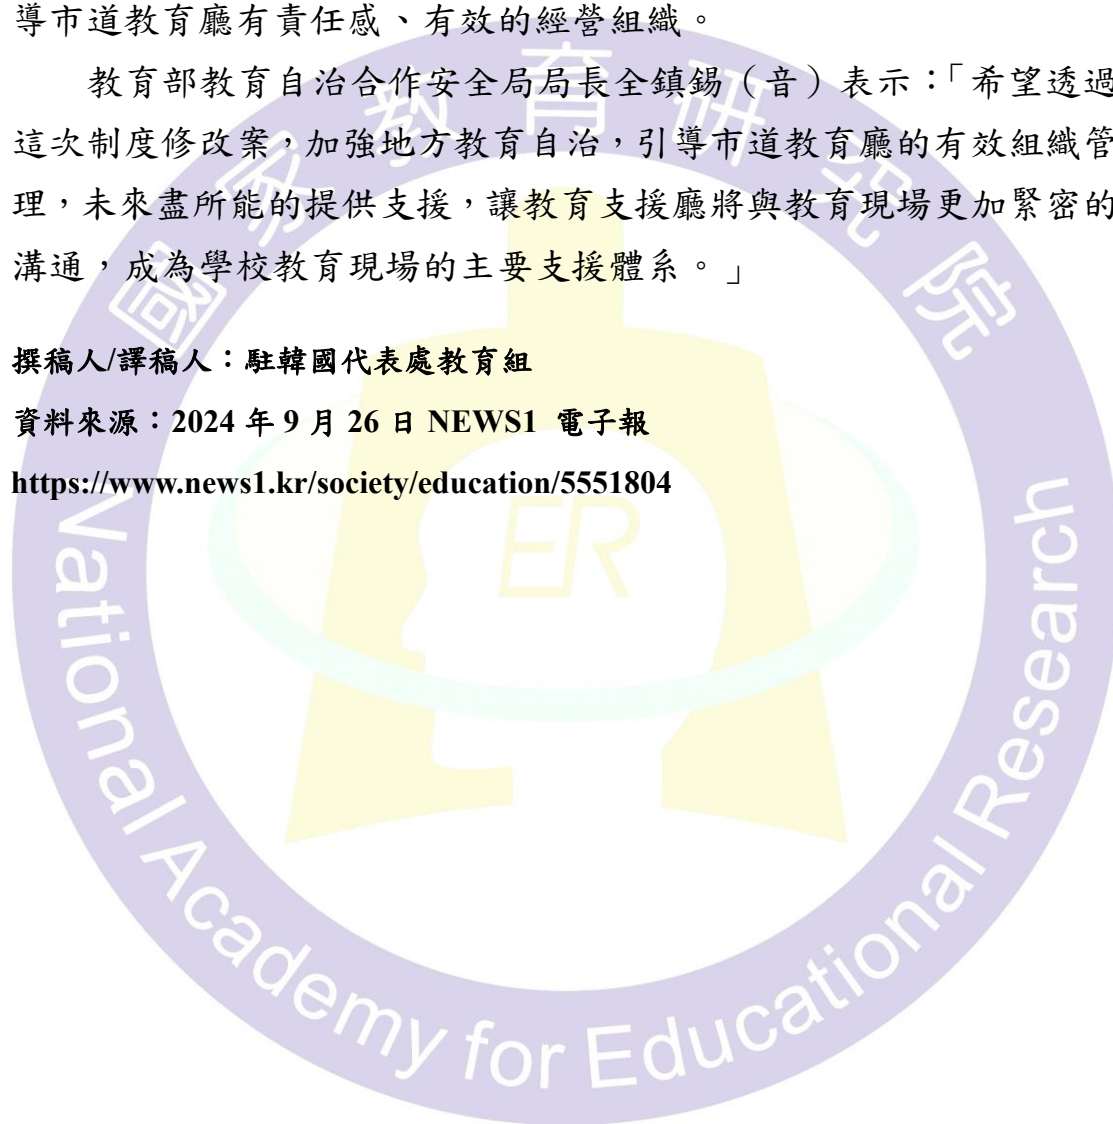 導市道教育廳有責任感、有效的經營組織。
教育部教育自治合作安全局局長全鎮錫（音）表示：「希望透過
這次制度修改案，加強地方教育自治，引導市道教育廳的有效組織管
理，未來盡所能的提供支援，讓教育支援廳將與教育現場更加緊密的
溝通，成為學校教育現場的主要支援體系。」
撰稿人/譯稿人：駐韓國代表處教育組
資料來源：2024 年 9 月 26 日 NEWS1 電子報
https://www.news1.kr/society/education/5551804
國家教育研究院
ER
National Academy for Educational Research